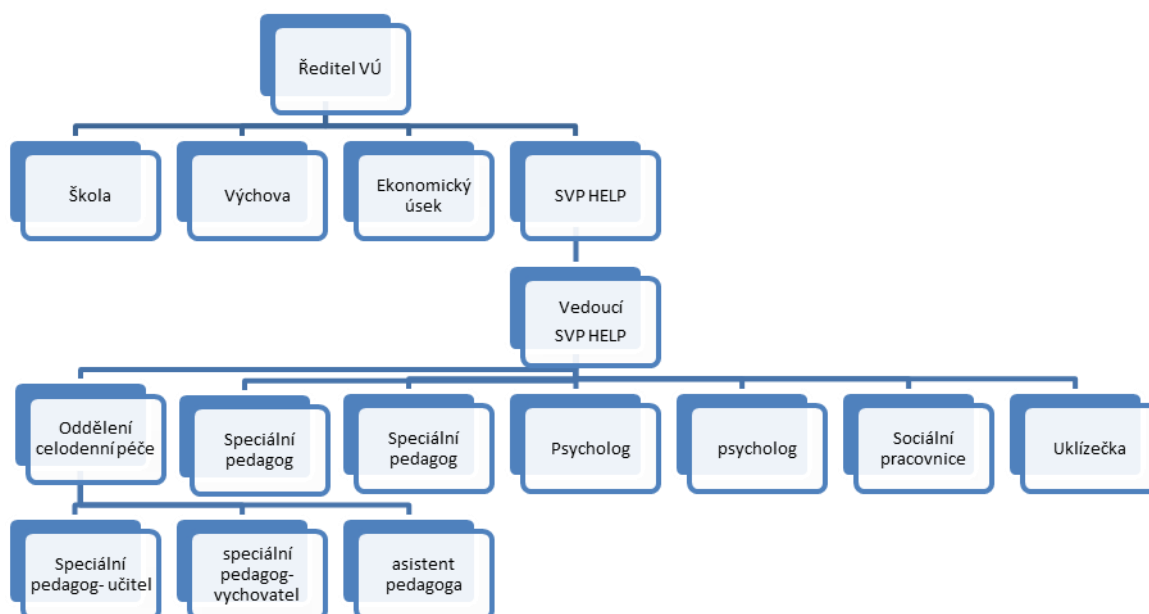 Ředitel VÚ
Škola
Výchova
Ekonomický
úsek
SVP HELP
Vedoucí
SVP HELP
Oddělení
celodenní péče
Speciální
pedagog
Speciální
pedagog
Psycholog
psycholog
Sociální
pracovnice
Uklízečka
Speciální
pedagog- učitel
speciální
pedagog-
vychovatel
asistent
pedagoga